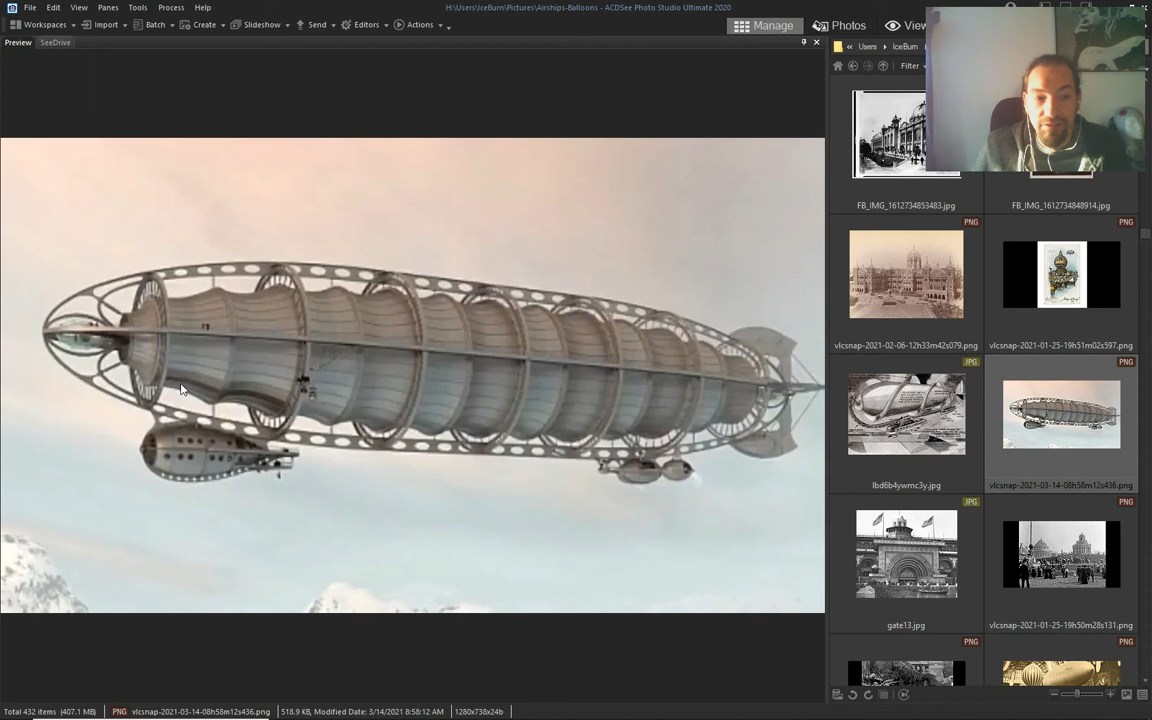 H:\Users\IceBurn\Pictures\Airships-Balloons - ACDSee Photo Studio Ultimate 2020
File Edit View Panes Tools Process Help
Workspaces Import Batch Create Slideshow Send Editors Actions
Manage Photos View
Preview SeeDrive
Users IceBurn
Filter
FB_IMG_1612734853483.jpg FB_IMG_1612734848914.jpg
PNG PNG
vlcsnap-2021-02-06-12h33m42s079.png vlcsnap-2021-01-25-19h51m02s597.png
JPG PNG
lbd6b4ywmc3y.jpg vlcsnap-2021-03-14-08h58m12s436.png
JPG PNG
gate13.jpg vlcsnap-2021-01-25-19h50m28s131.png
PNG PNG
Total 432 items (407.1 MB) PNG vlcsnap-2021-03-14-08h58m12s436.png 518.9 KB, Modified Date: 3/14/2021 8:58:12 AM 1280x738x24b